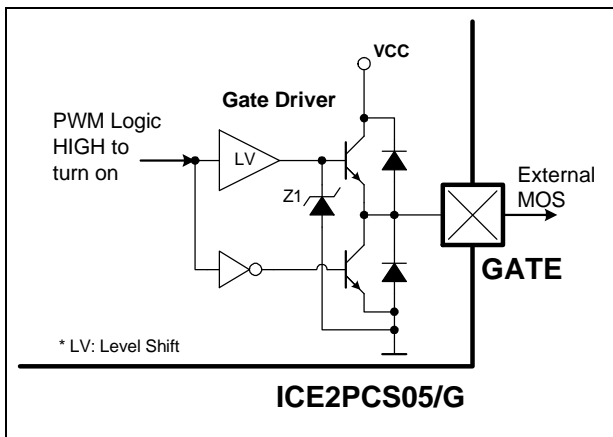 VCC
Gate Driver
PWM Logic
HIGH to
turn on
LV
Z1
External
MOS
GATE
* LV: Level Shift
ICE2PCS05/G